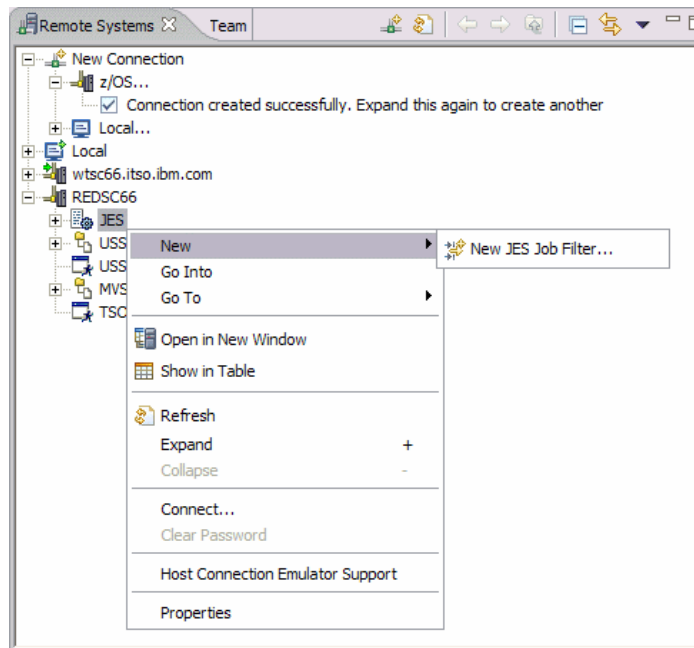 Remote Systems Team
New Connection
z/OS...
Connection created successfully. Expand this again to create another
Local...
Local
wtsc66.itso.ibm.com
REDSC66
JES
USS
USS
MVS
TSO
New
New JES Job Filter...
Go Into
Go To
Open in New Window
Show in Table
Refresh
Expand +
Collapse -
Connect...
Clear Password
Host Connection Emulator Support
Properties